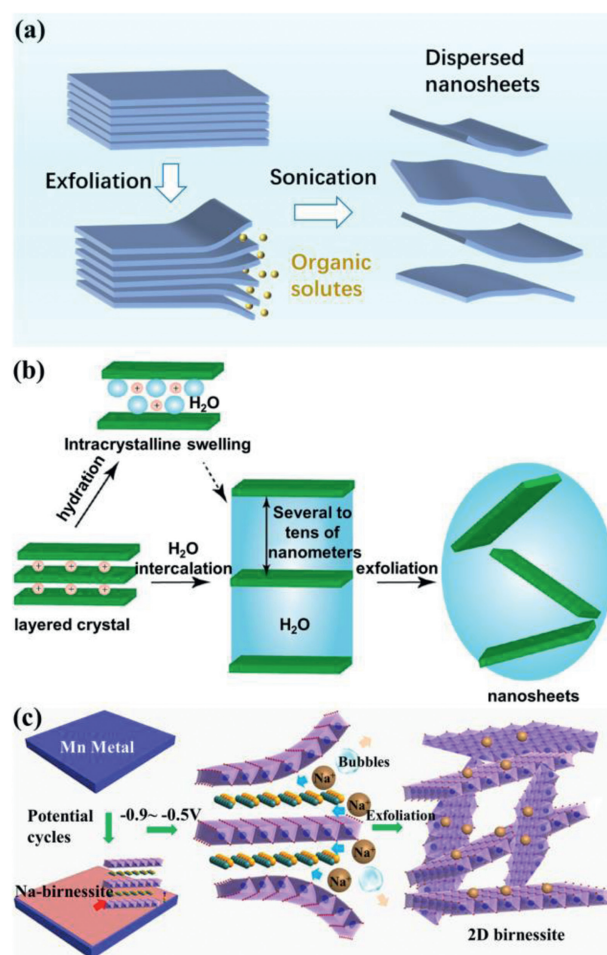 (a)
Dispersed
nanosheets
Exfoliation
Sonication
Organic
solutes
(b)
H₂O
Intracrystalline swelling
hydration
Several to
tens of
nanometers
H₂O
intercalation
exfoliation
layered crystal
H₂O
nanosheets
(c)
Mn Metal
Bubbles
Na⁺
Potential
cycles
-0.9~ -0.5V
Na⁺
Exfoliation
Na-birnessite
Na⁺
Na⁺
2D birnessite